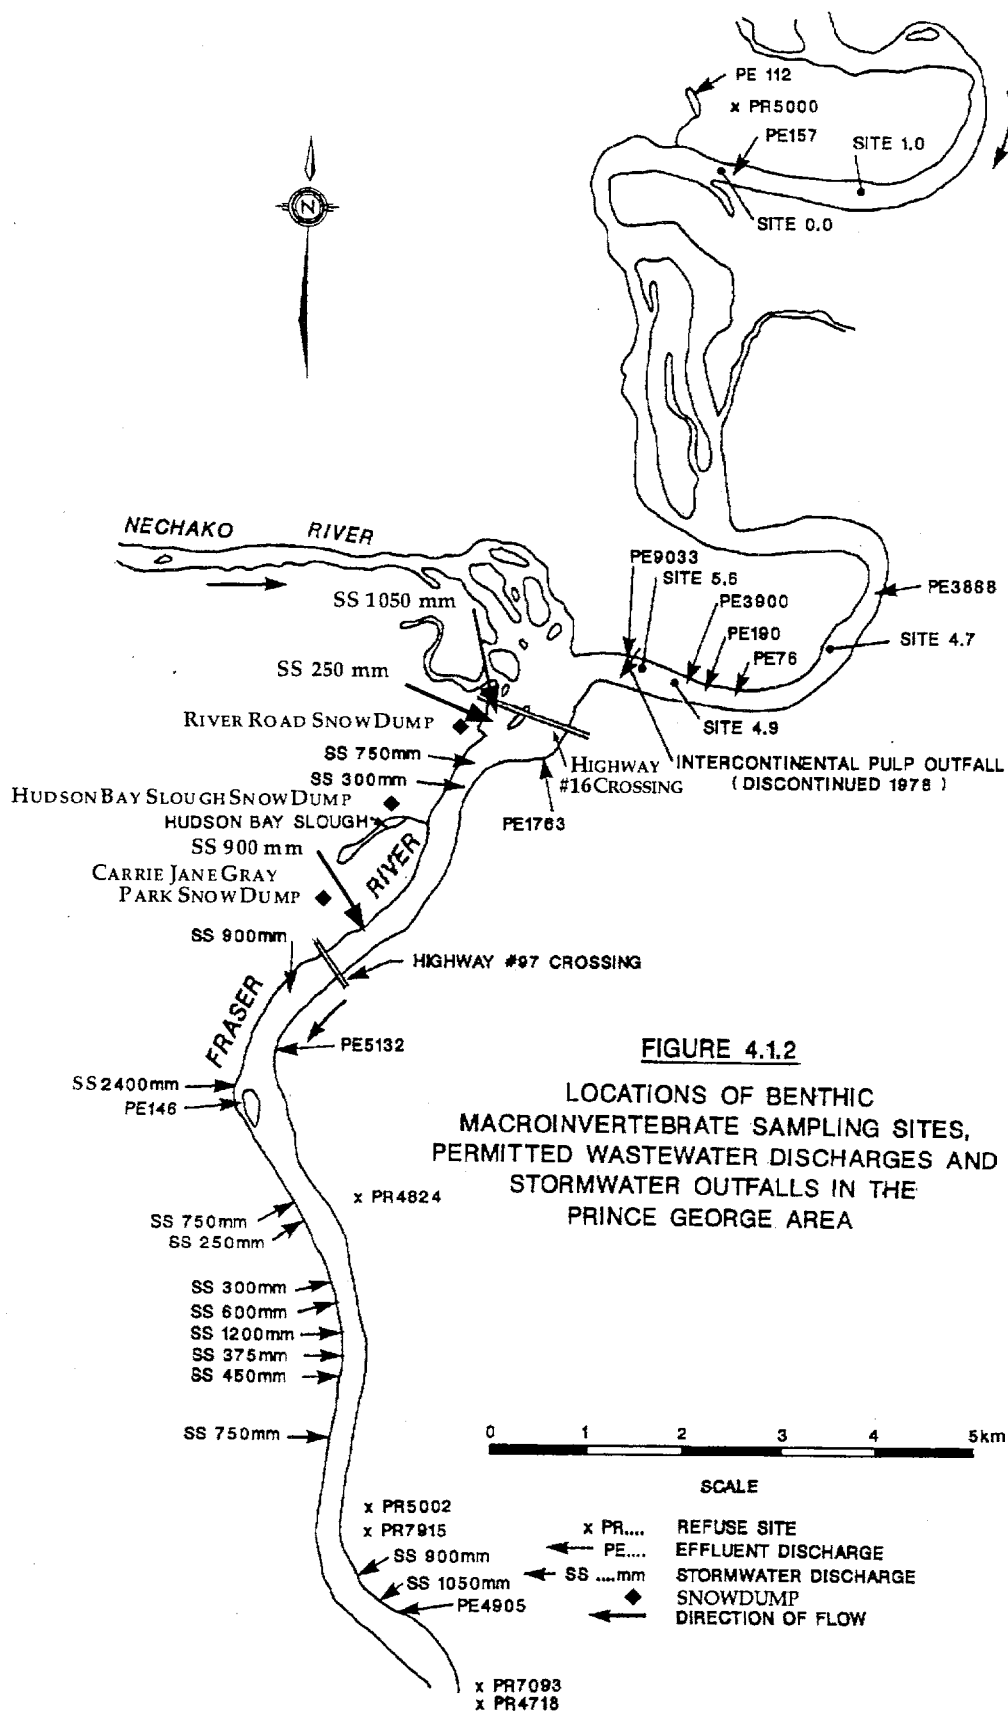 PE 112
x PR5000
PE157
SITE 1.0
SITE 0.0
N
NECHAKO RIVER
SS 1050 mm
PE9033
SITE 5.6
PE3900
PE190
PE76
PE3868
SITE 4.7
SS 250 mm
RIVER ROAD SNOWDUMP
SITE 4.9
SS 750mm
HIGHWAY
#16 CROSSING
INTERCONTINENTAL PULP OUTFALL
( DISCONTINUED 1978 )
SS 300mm
HUDSON BAY SLOUGH SNOWDUMP
HUDSON BAY SLOUGH
PE1763
SS 900 mm
RIVER
CARRIE JANE GRAY
PARK SNOWDUMP
SS 900mm
HIGHWAY #97 CROSSING
FRASER
PE5132
FIGURE 4.1.2
LOCATIONS OF BENTHIC
MACROINVERTEBRATE SAMPLING SITES,
PERMITTED WASTEWATER DISCHARGES AND
STORMWATER OUTFALLS IN THE
PRINCE GEORGE AREA
SS 2400mm
PE146
x PR4824
SS 750mm
SS 250mm
SS 300mm
SS 600mm
SS 1200mm
SS 375mm
SS 450mm
SS 750mm
0 1 2 3 4 5km
SCALE
x PR5002
x PR7915
SS 900mm
SS 1050mm
PE4905
x PR.... REFUSE SITE
PE.... EFFLUENT DISCHARGE
SS ....mm STORMWATER DISCHARGE
SNOWDUMP
DIRECTION OF FLOW
x PR7093
x PR4718